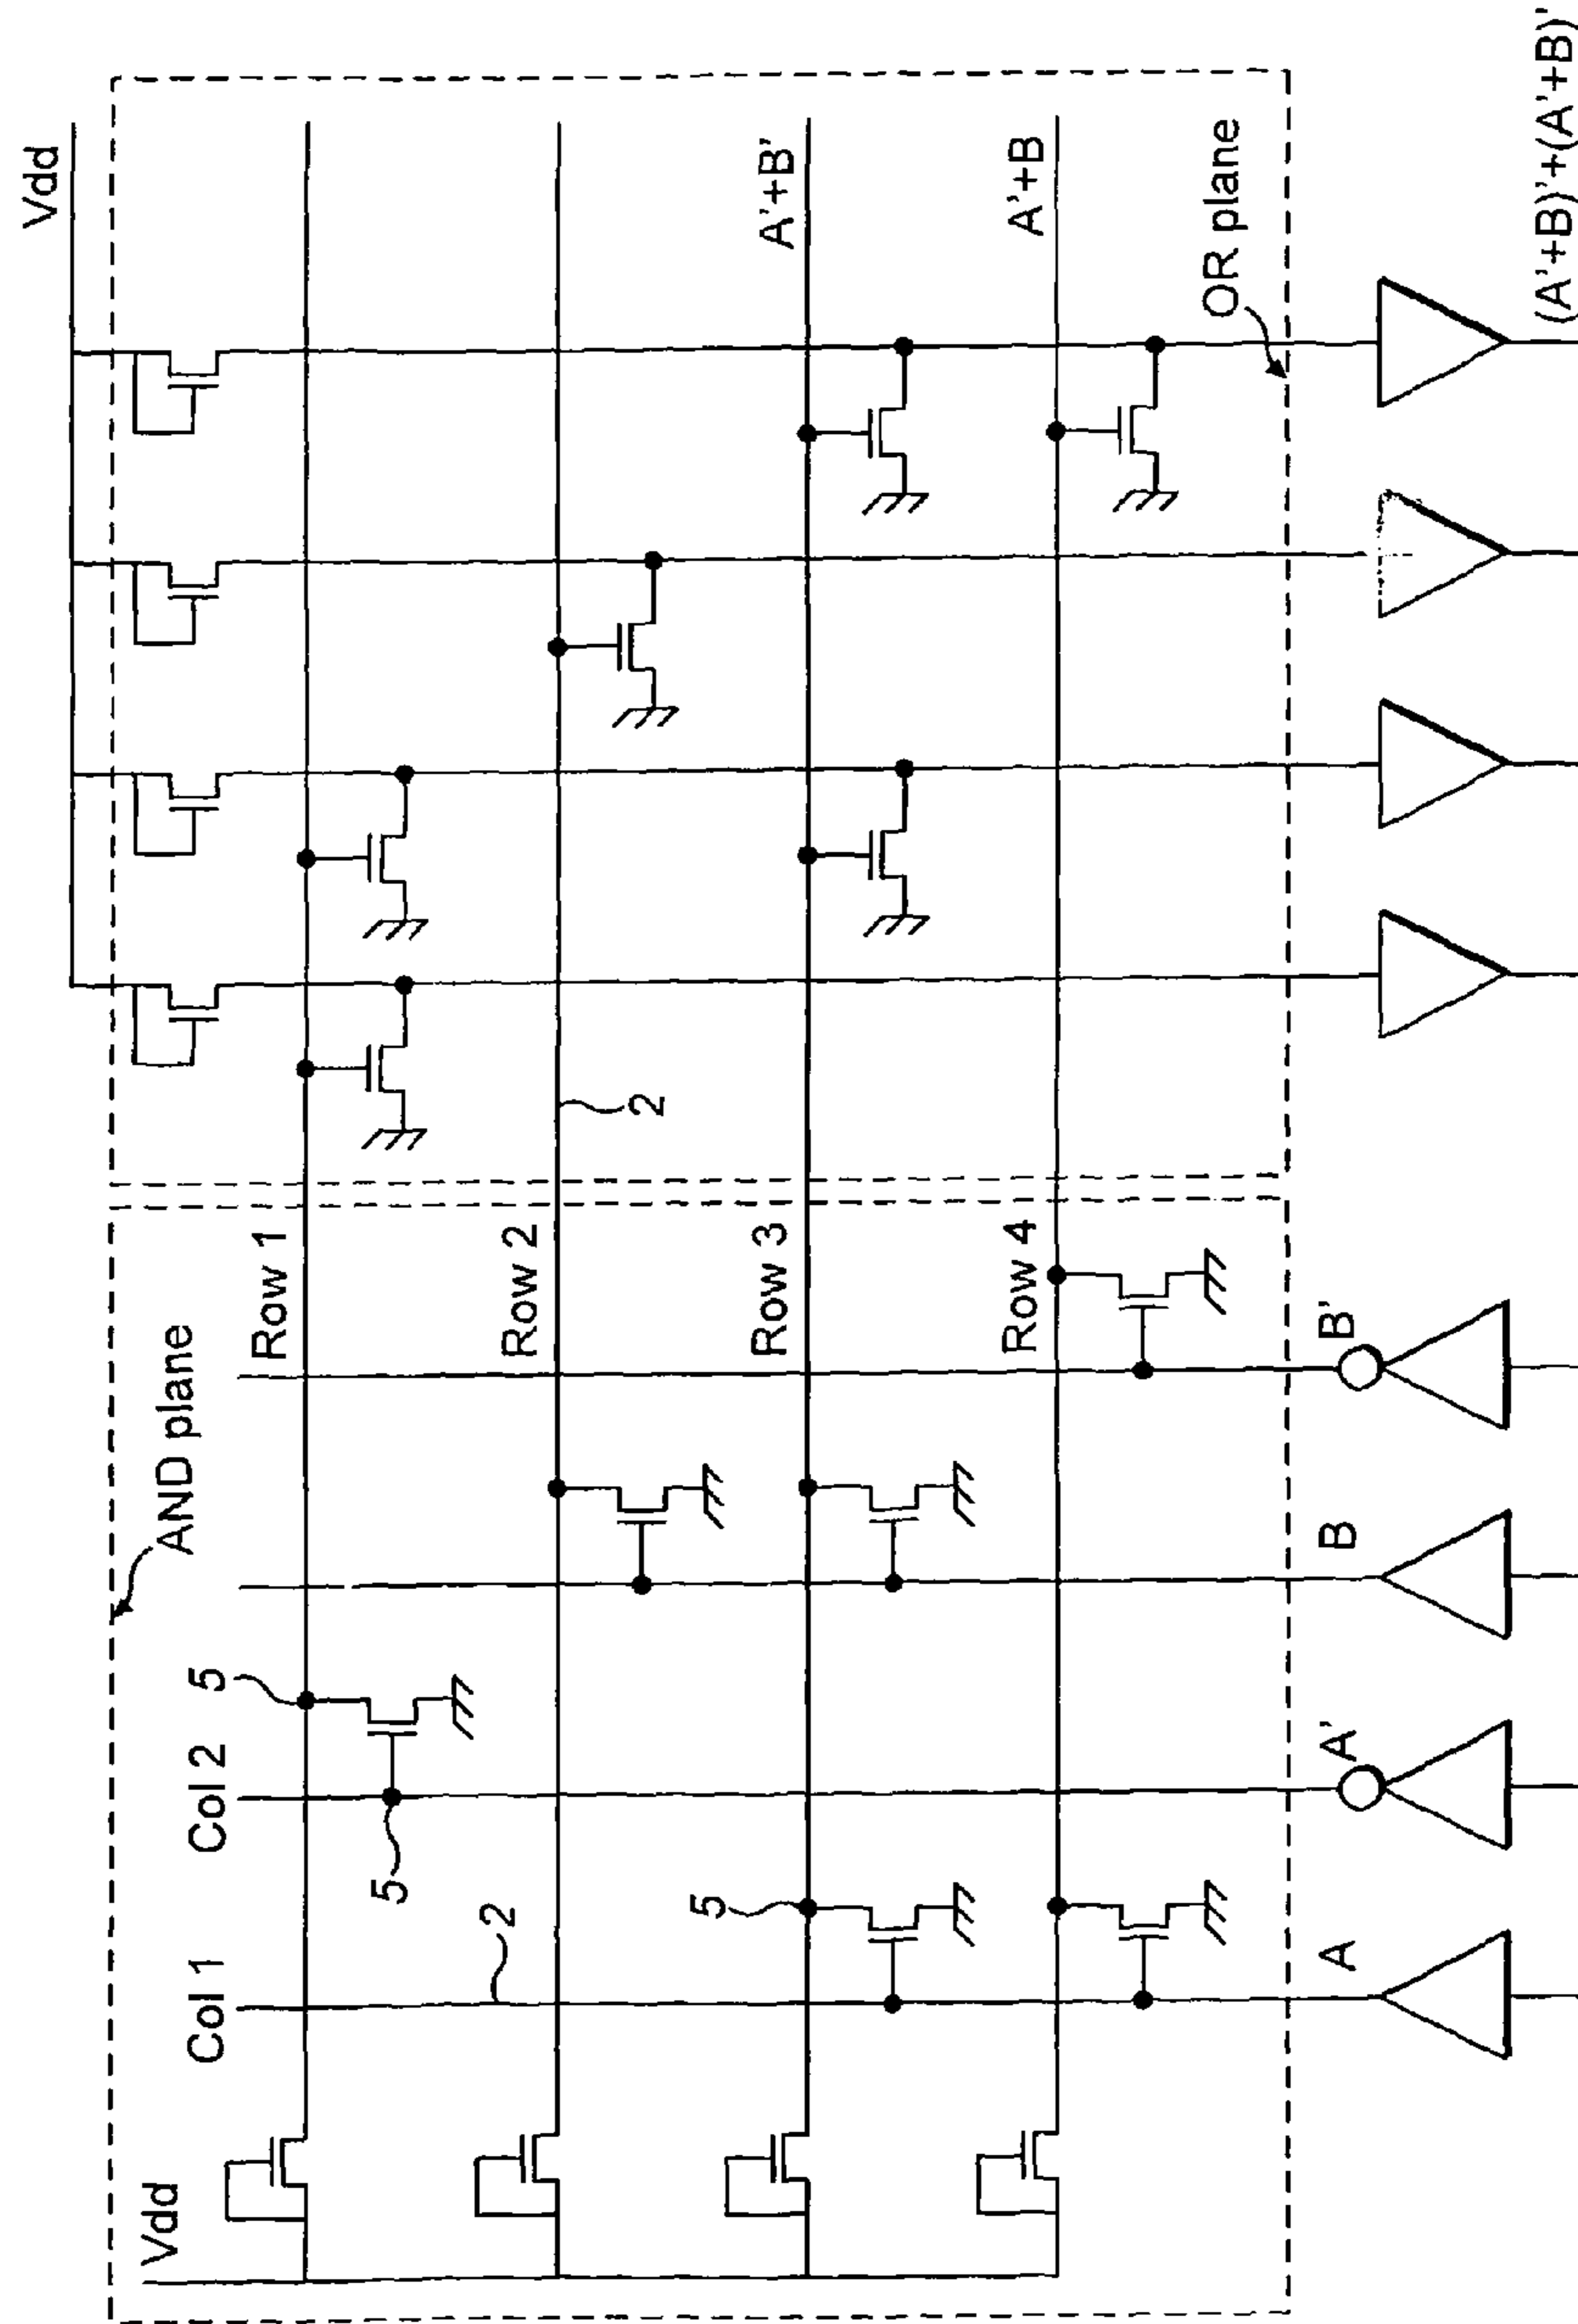 Vdd
AND plane
Col 1
Col 2
5
5
Row 1
2
Row 2
2
5
Row 3
A'+B'
Row 4
A'+B
OR plane
A
A'
B
B'
(A'+B)'+(A'+B)'
Vdd